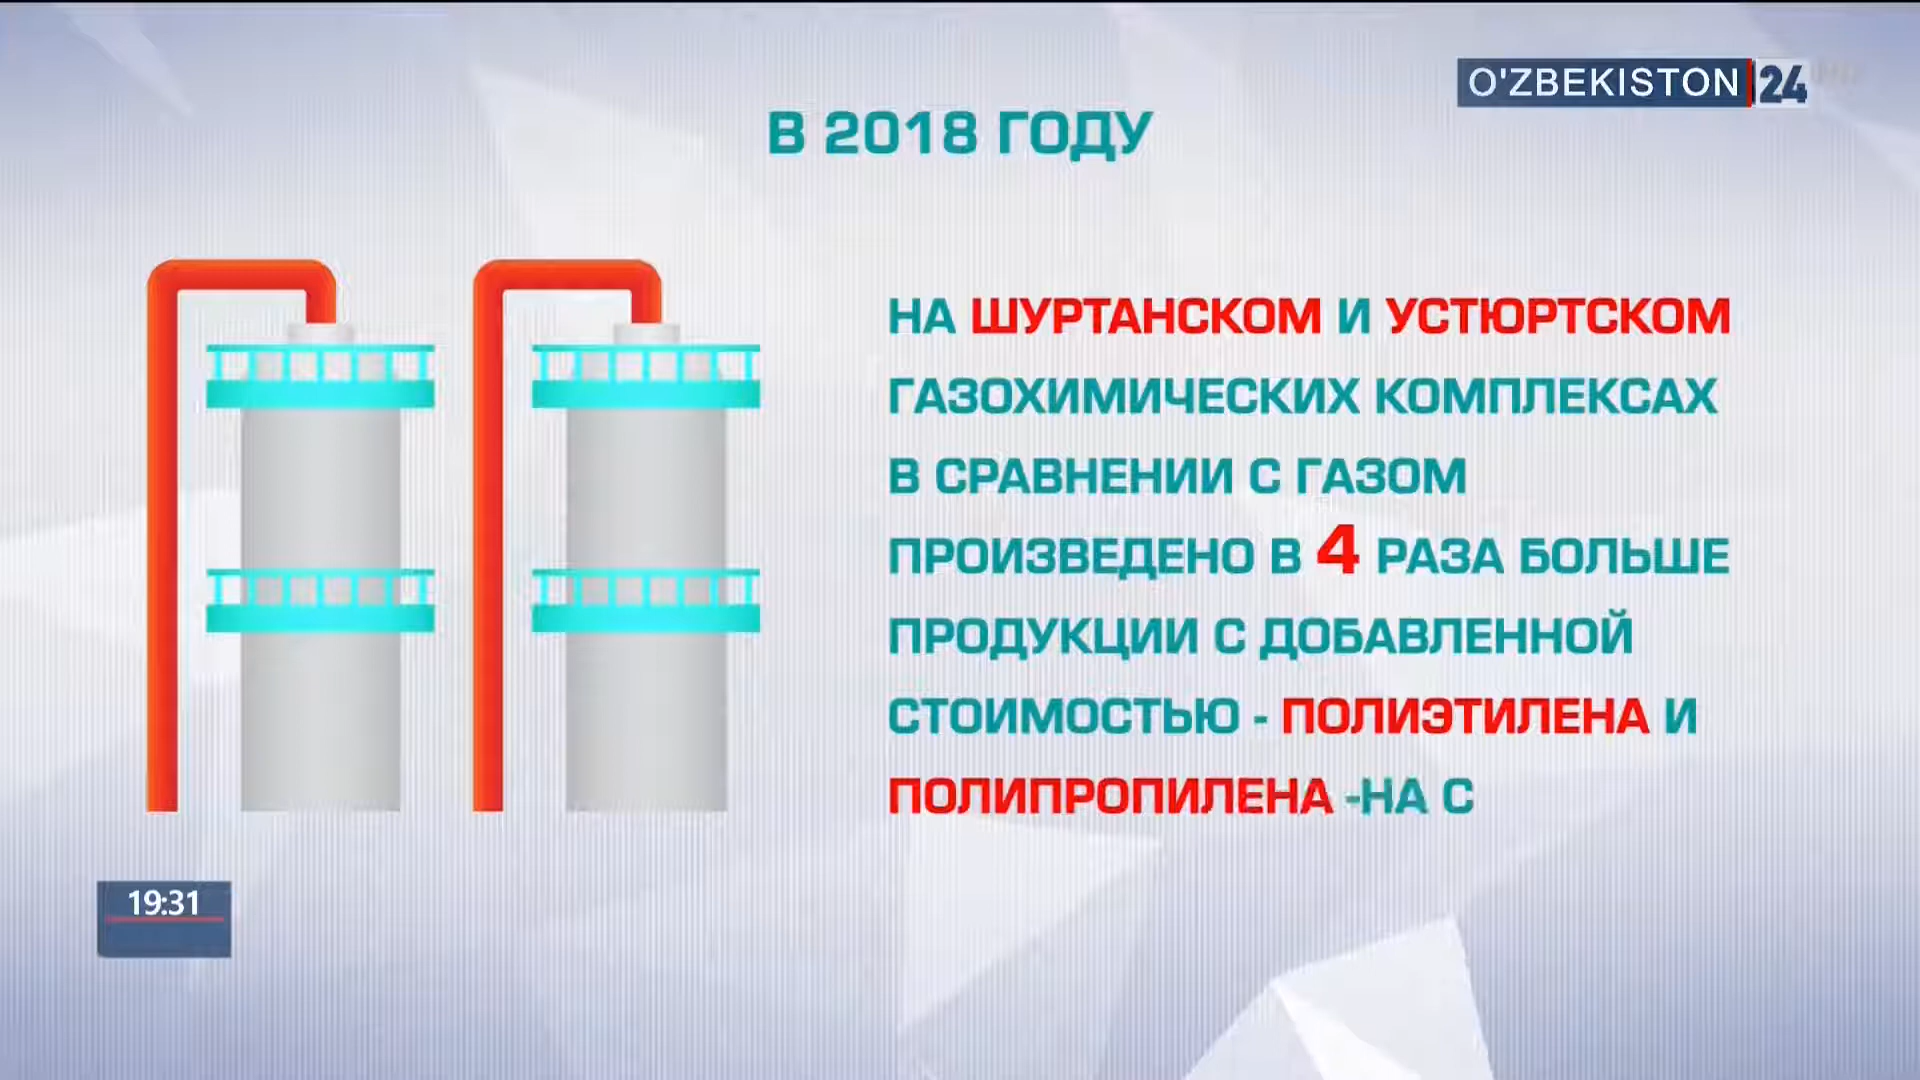 O'ZBEKISTON 24
В 2018 ГОДУ
НА ШУРТАНСКОМ И УСТЮРТСКОМ
ГАЗОХИМИЧЕСКИХ КОМПЛЕКСАХ
В СРАВНЕНИИ С ГАЗОМ
ПРОИЗВЕДЕНО В 4 РАЗА БОЛЬШЕ
ПРОДУКЦИИ С ДОБАВЛЕННОЙ
СТОИМОСТЬЮ - ПОЛИЭТИЛЕНА И
ПОЛИПРОПИЛЕНА -НА С
19:31